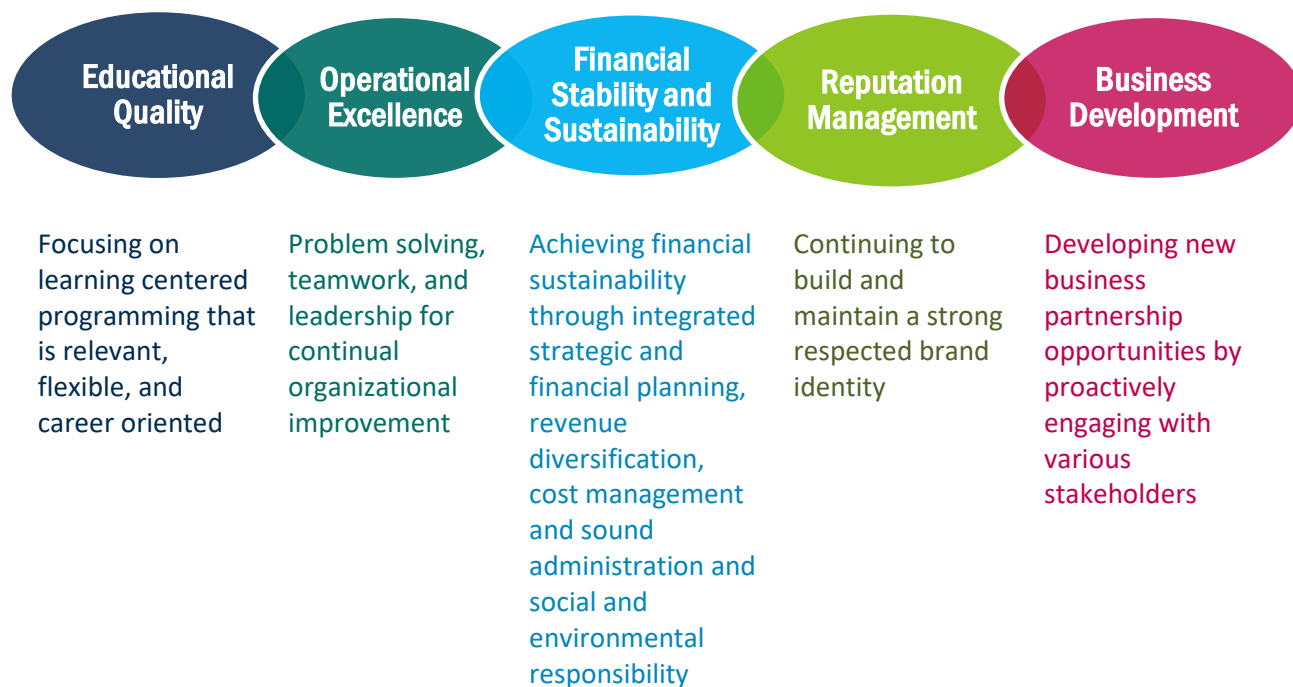 Educational
Quality
Operational
Excellence
Financial
Stability and
Sustainability
Reputation
Management
Business
Development
Focusing on
learning centered
programming that
is relevant,
flexible, and
career oriented
Problem solving,
teamwork, and
leadership for
continual
organizational
improvement
Achieving financial
sustainability
through integrated
strategic and
financial planning,
revenue
diversification,
cost management
and sound
administration and
social and
environmental
responsibility
Continuing to
build and
maintain a strong
respected brand
identity
Developing new
business
partnership
opportunities by
proactively
engaging with
various
stakeholders